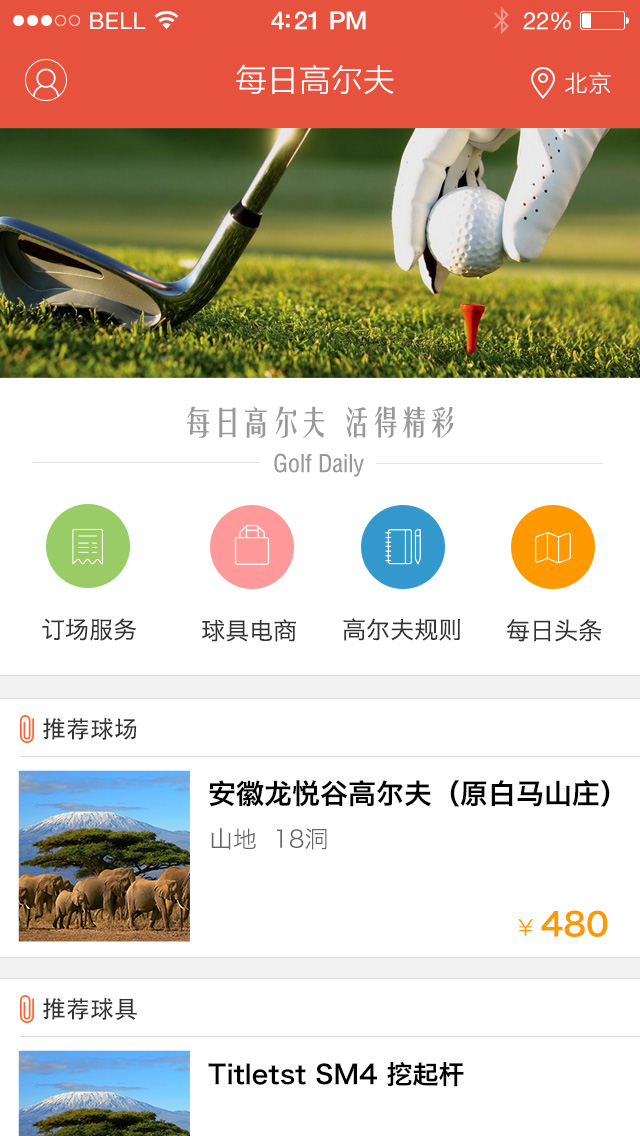 BELL 4:21 PM 22%
每日高尔夫 北京
每日高尔夫 活得精彩
Golf Daily
订场服务 球具电商 高尔夫规则 每日头条
推荐球场
安徽龙悦谷高尔夫（原白马山庄）
山地 18洞
¥ 480
推荐球具
Titletst SM4 挖起杆